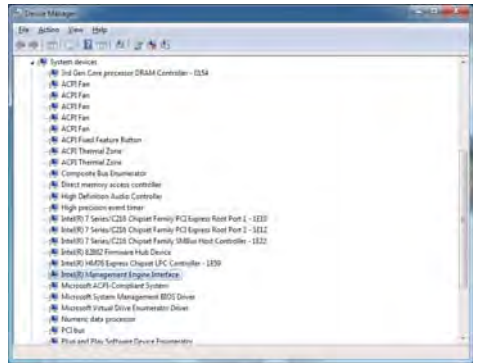 Device Manager
File Action View Help
System devices
3rd Gen Core processor DRAM Controller - 0154
ACPI Fan
ACPI Fan
ACPI Fan
ACPI Fan
ACPI Fan
ACPI Fixed Feature Button
ACPI Thermal Zone
ACPI Thermal Zone
Composite Bus Enumerator
Direct memory access controller
High Definition Audio Controller
High precision event timer
Intel(R) 7 Series/C216 Chipset Family PCI Express Root Port 1 - 1E10
Intel(R) 7 Series/C216 Chipset Family PCI Express Root Port 2 - 1E12
Intel(R) 7 Series/C216 Chipset Family SMBus Host Controller - 1E22
Intel(R) 82802 Firmware Hub Device
Intel(R) HM76 Express Chipset LPC Controller - 1E59
Intel(R) Management Engine Interface
Microsoft ACPI-Compliant System
Microsoft System Management BIOS Driver
Microsoft Virtual Drive Enumerator Driver
Numeric data processor
PCI bus
Plug and Play Software Device Enumerator